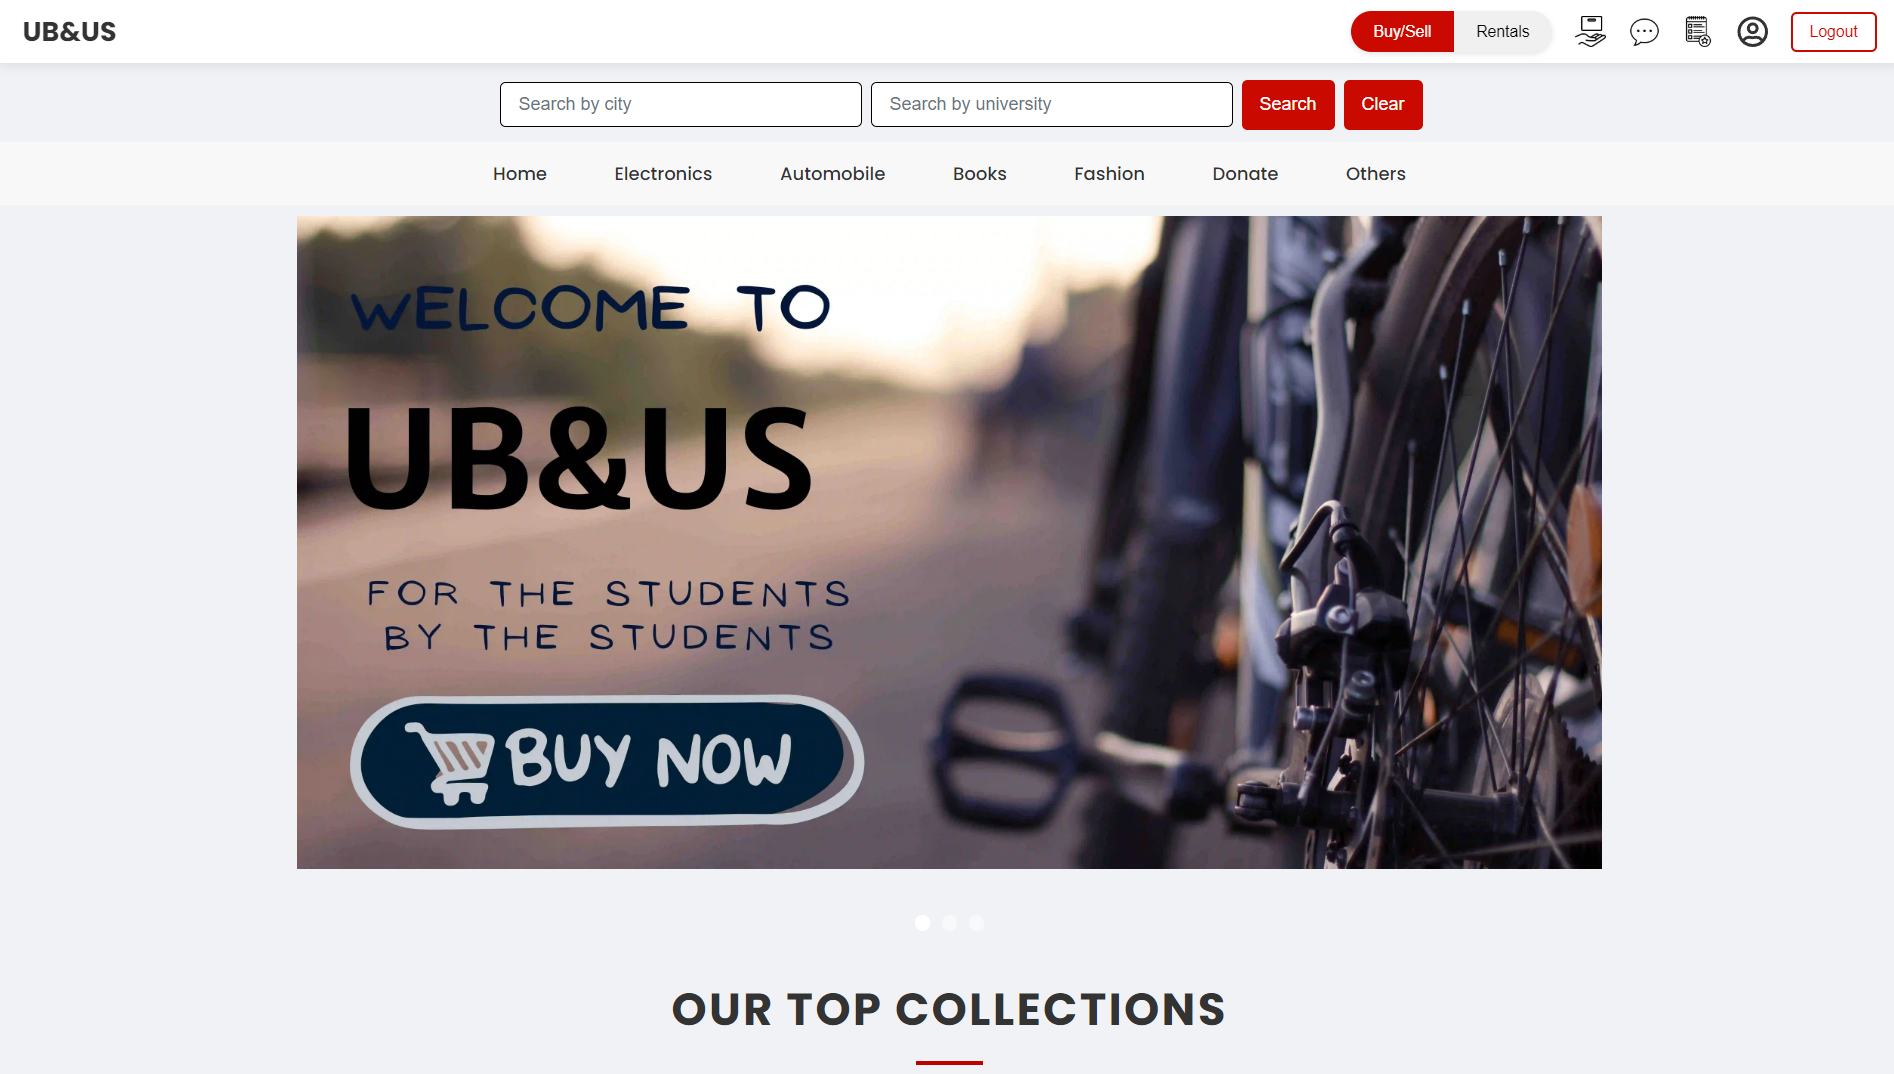 UB&US
Buy/Sell
Rentals
Logout
Search by city
Search by university
Search
Clear
Home
Electronics
Automobile
Books
Fashion
Donate
Others
WELCOME TO
UB&US
FOR THE STUDENTS
BY THE STUDENTS
BUY NOW
OUR TOP COLLECTIONS